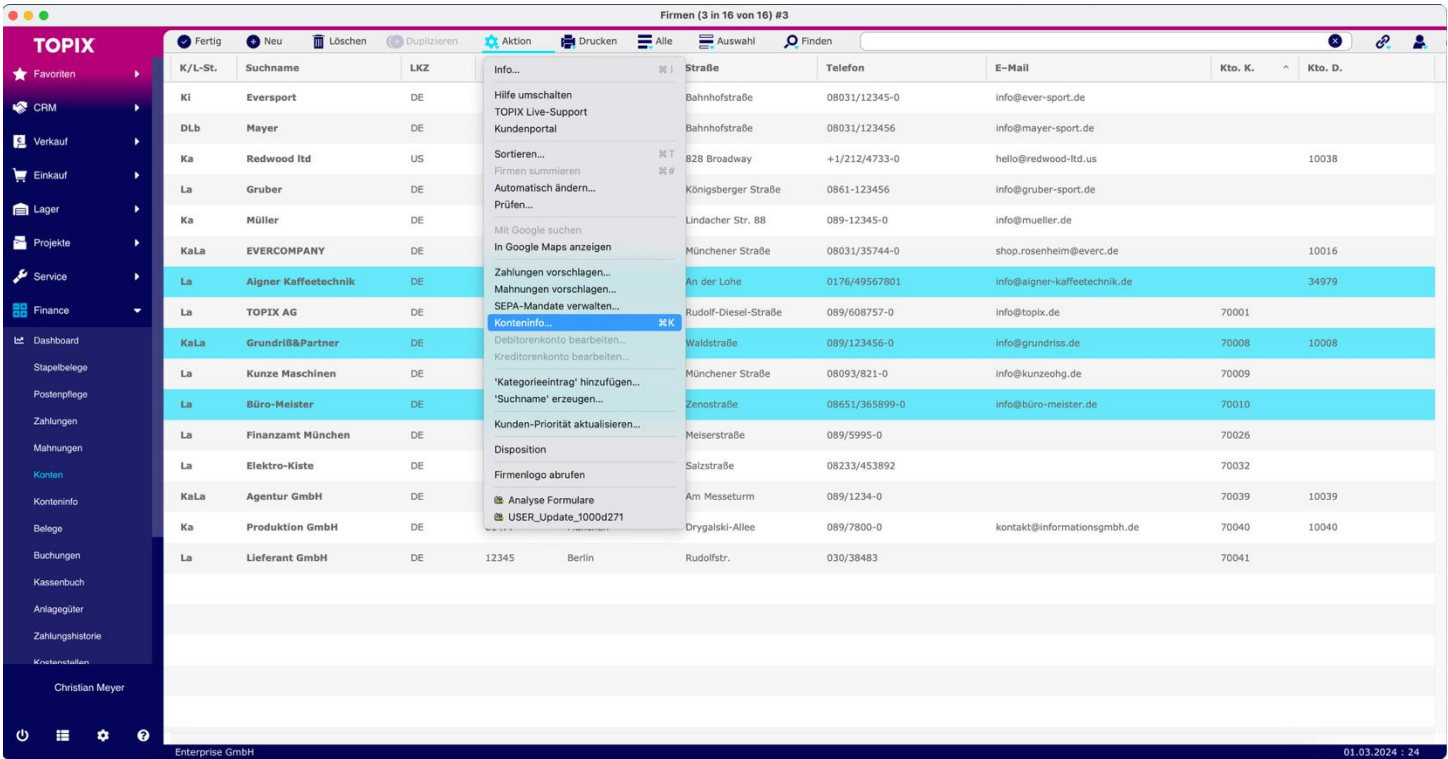 Firmen (3 in 16 von 16) #3
TOPIX
Fertig Neu Löschen Duplizieren Aktion Drucken Alle Auswahl Finden
Favoriten
CRM
Verkauf
Einkauf
Lager
Projekte
Service
Finance
Dashboard
Stapelbelege
Postenpflege
Zahlungen
Mahnungen
Konten
Konteninfo
Belege
Buchungen
Kassenbuch
Anlagegüter
Zahlungshistorie
Kostenstellen
Christian Meyer
K/L-St. Suchname LKZ Straße Telefon E-Mail Kto. K. Kto. D.
Ki Eversport DE Bahnhofstraße 08031/12345-0 info@ever-sport.de
DLb Mayer DE Bahnhofstraße 08031/123456 info@mayer-sport.de
Ka Redwood ltd US 828 Broadway +1/212/4733-0 hello@redwood-ltd.us 10038
La Gruber DE Königsberger Straße 0861-123456 info@gruber-sport.de
Ka Müller DE Lindacher Str. 88 089-12345-0 info@mueller.de
KaLa EVERCOMPANY DE Münchener Straße 08031/35744-0 shop.rosenheim@everc.de 10016
La Aigner Kaffeetechnik DE An der Lohe 0176/49567801 info@aigner-kaffeetechnik.de 34979
La TOPIX AG DE Rudolf-Diesel-Straße 089/608757-0 info@topix.de 70001
KaLa Grundriß&Partner DE Waldstraße 089/123456-0 info@grundriss.de 70008 10008
La Kunze Maschinen DE Münchener Straße 08093/821-0 info@kunzeohg.de 70009
La Büro-Meister DE Zenostraße 08651/365899-0 info@büro-meister.de 70010
La Finanzamt München DE Meiserstraße 089/5995-0 70026
La Elektro-Kiste DE Salzstraße 08233/453892 70032
KaLa Agentur GmbH DE Am Messeturm 089/1234-0 70039 10039
Ka Produktion GmbH DE Drygalski-Allee 089/7800-0 kontakt@informationsgmbh.de 70040 10040
La Lieferant GmbH DE 12345 Berlin Rudolfstr. 030/38483 70041
Info... ⌘ I
Hilfe umschalten
TOPIX Live-Support
Kundenportal
Sortieren... ⌘T
Firmen summieren ⌘#
Automatisch ändern...
Prüfen...
Mit Google suchen
In Google Maps anzeigen
Zahlungen vorschlagen...
Mahnungen vorschlagen...
SEPA-Mandate verwalten...
Konteninfo... ⌘K
Debitorenkonto bearbeiten...
Kreditorenkonto bearbeiten...
'Kategorieeintrag' hinzufügen...
'Suchname' erzeugen...
Kunden-Priorität aktualisieren...
Disposition
Firmenlogo abrufen
Analyse Formulare
USER_Update_1000d271
Enterprise GmbH 01.03.2024 : 24